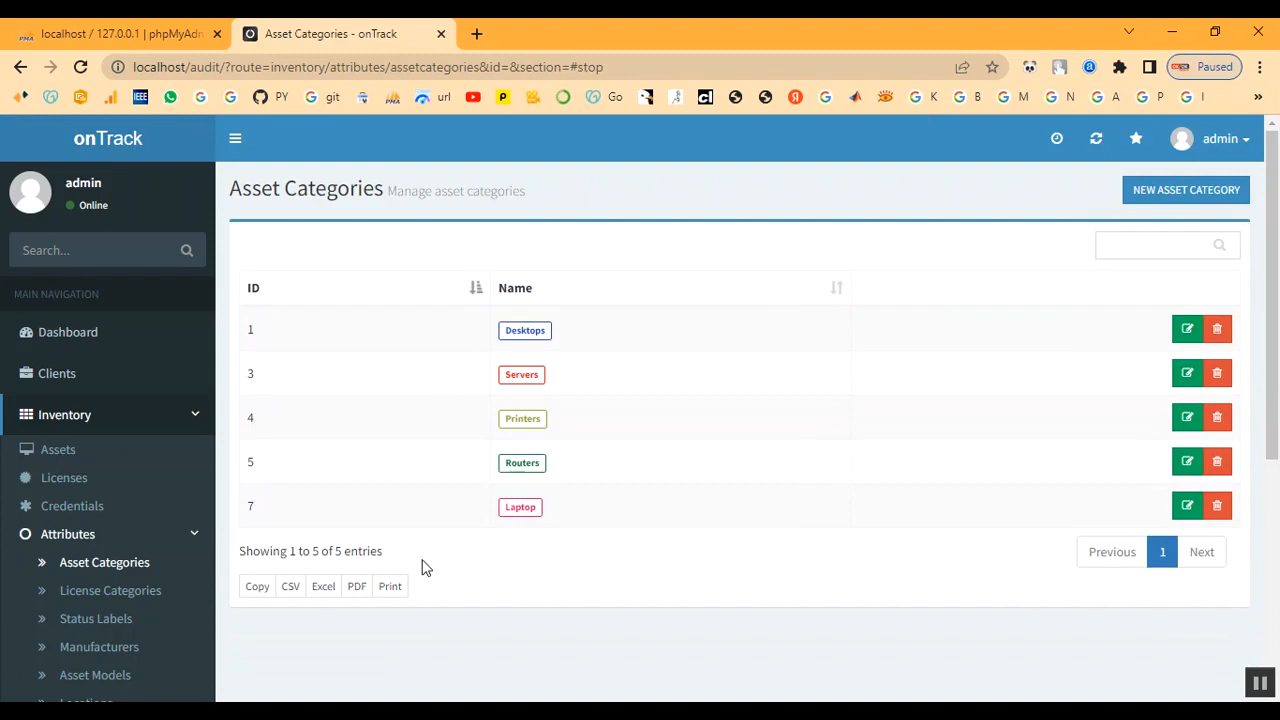 localhost / 127.0.0.1 | phpMyAdn
Asset Categories - onTrack
localhost/audit/?route=inventory/attributes/assetcategories&id=&section=#stop
Paused
IEEE
PY
git
url
Go
K
B
M
N
A
P
I
onTrack
admin
admin
Online
Asset Categories Manage asset categories
NEW ASSET CATEGORY
Search...
MAIN NAVIGATION
Dashboard
Clients
Inventory
Assets
Licenses
Credentials
Attributes
Asset Categories
License Categories
Status Labels
Manufacturers
Asset Models
ID Name
1 Desktops
3 Servers
4 Printers
5 Routers
7 Laptop
Showing 1 to 5 of 5 entries
Previous 1 Next
Copy CSV Excel PDF Print